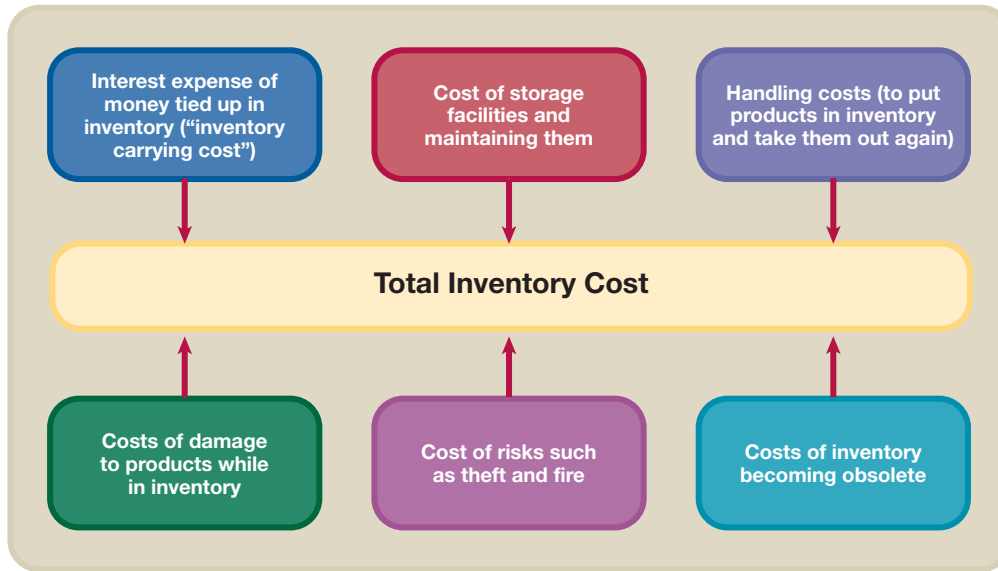 Interest expense of
money tied up in
inventory (“inventory
carrying cost”)
Cost of storage
facilities and
maintaining them
Handling costs (to put
products in inventory
and take them out again)
Total Inventory Cost
Costs of damage
to products while
in inventory
Cost of risks such
as theft and fire
Costs of inventory
becoming obsolete